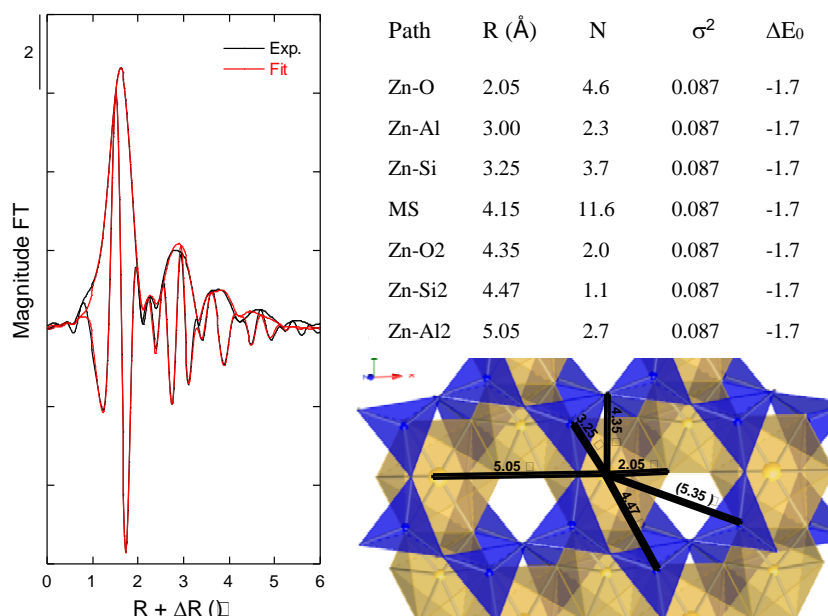 2
Exp.
Fit
Magnitude FT
0 1 2 3 4 5 6
R + ΔR (□
Path R (Å) N σ² ΔE₀
Zn-O 2.05 4.6 0.087 -1.7
Zn-Al 3.00 2.3 0.087 -1.7
Zn-Si 3.25 3.7 0.087 -1.7
MS 4.15 11.6 0.087 -1.7
Zn-O2 4.35 2.0 0.087 -1.7
Zn-Si2 4.47 1.1 0.087 -1.7
Zn-Al2 5.05 2.7 0.087 -1.7
3.25 □
4.35 □
5.05 □
2.05 □
4.47 □
(5.35 □